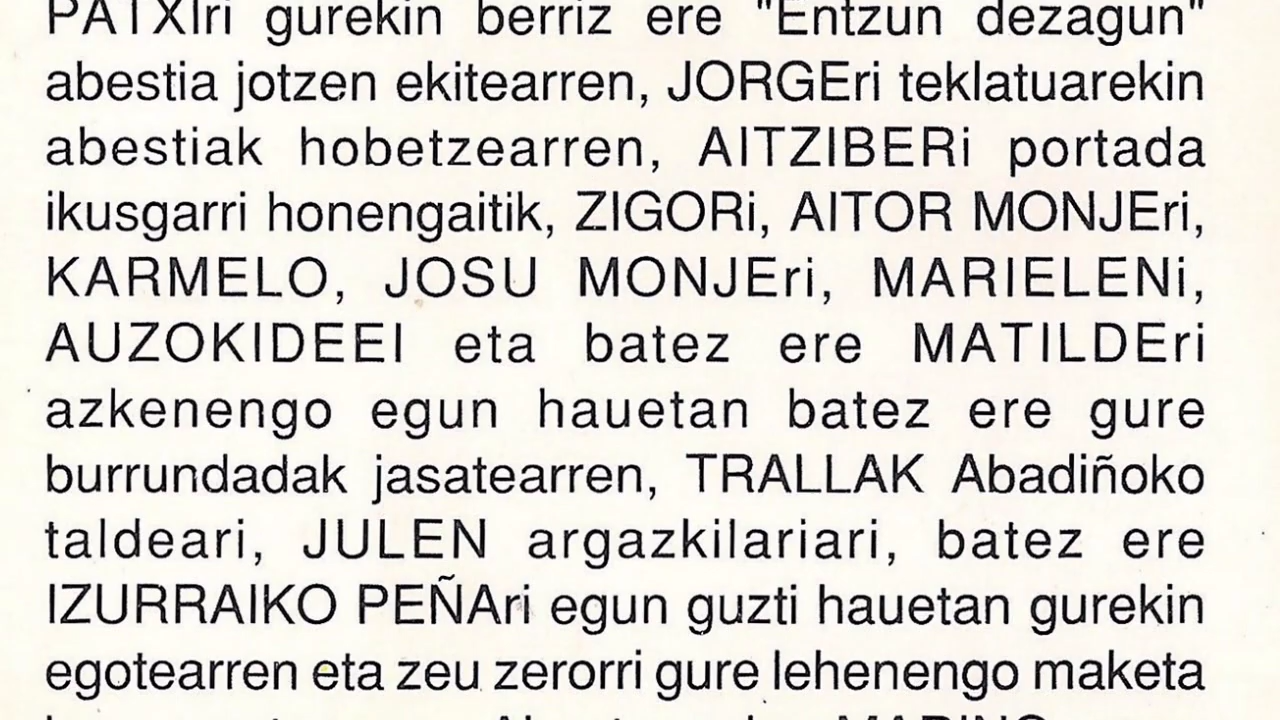 PATXIri gurekin berriz ere "Entzun dezagun"
abestia jotzen ekitearren, JORGEri teklatuarekin
abestiak hobetzearren, AITZIBERi portada
ikusgarri honengaitik, ZIGORi, AITOR MONJEri,
KARMELO, JOSU MONJEri, MARIELENi,
AUZOKIDEEI eta batez ere MATILDEri
azkenengo egun hauetan batez ere gure
burrundadak jasatearren, TRALLAK Abadiñoko
taldeari, JULEN argazkilariari, batez ere
IZURRAIKO PEÑAri egun guzti hauetan gurekin
egotearren eta zeu zerorri gure lehenengo maketa